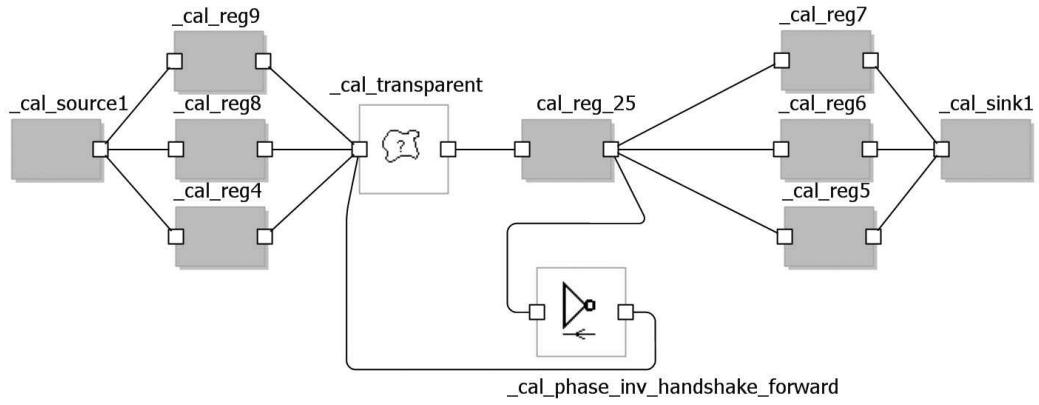 _cal_reg9
_cal_reg7
_cal_transparent
_cal_source1
_cal_reg8
cal_reg_25
_cal_reg6
_cal_sink1
?
_cal_reg4
_cal_reg5
_cal_phase_inv_handshake_forward